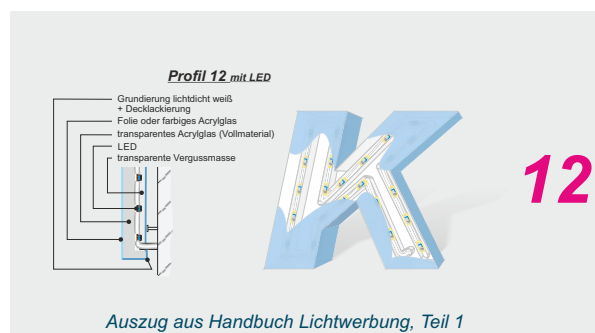 Profil 12 mit LED
Grundierung lichtdicht weiß
+ Decklackierung
Folie oder farbiges Acrylglas
transparentes Acrylglas (Vollmaterial)
LED
transparente Vergussmasse
12
Auszug aus Handbuch Lichtwerbung, Teil 1